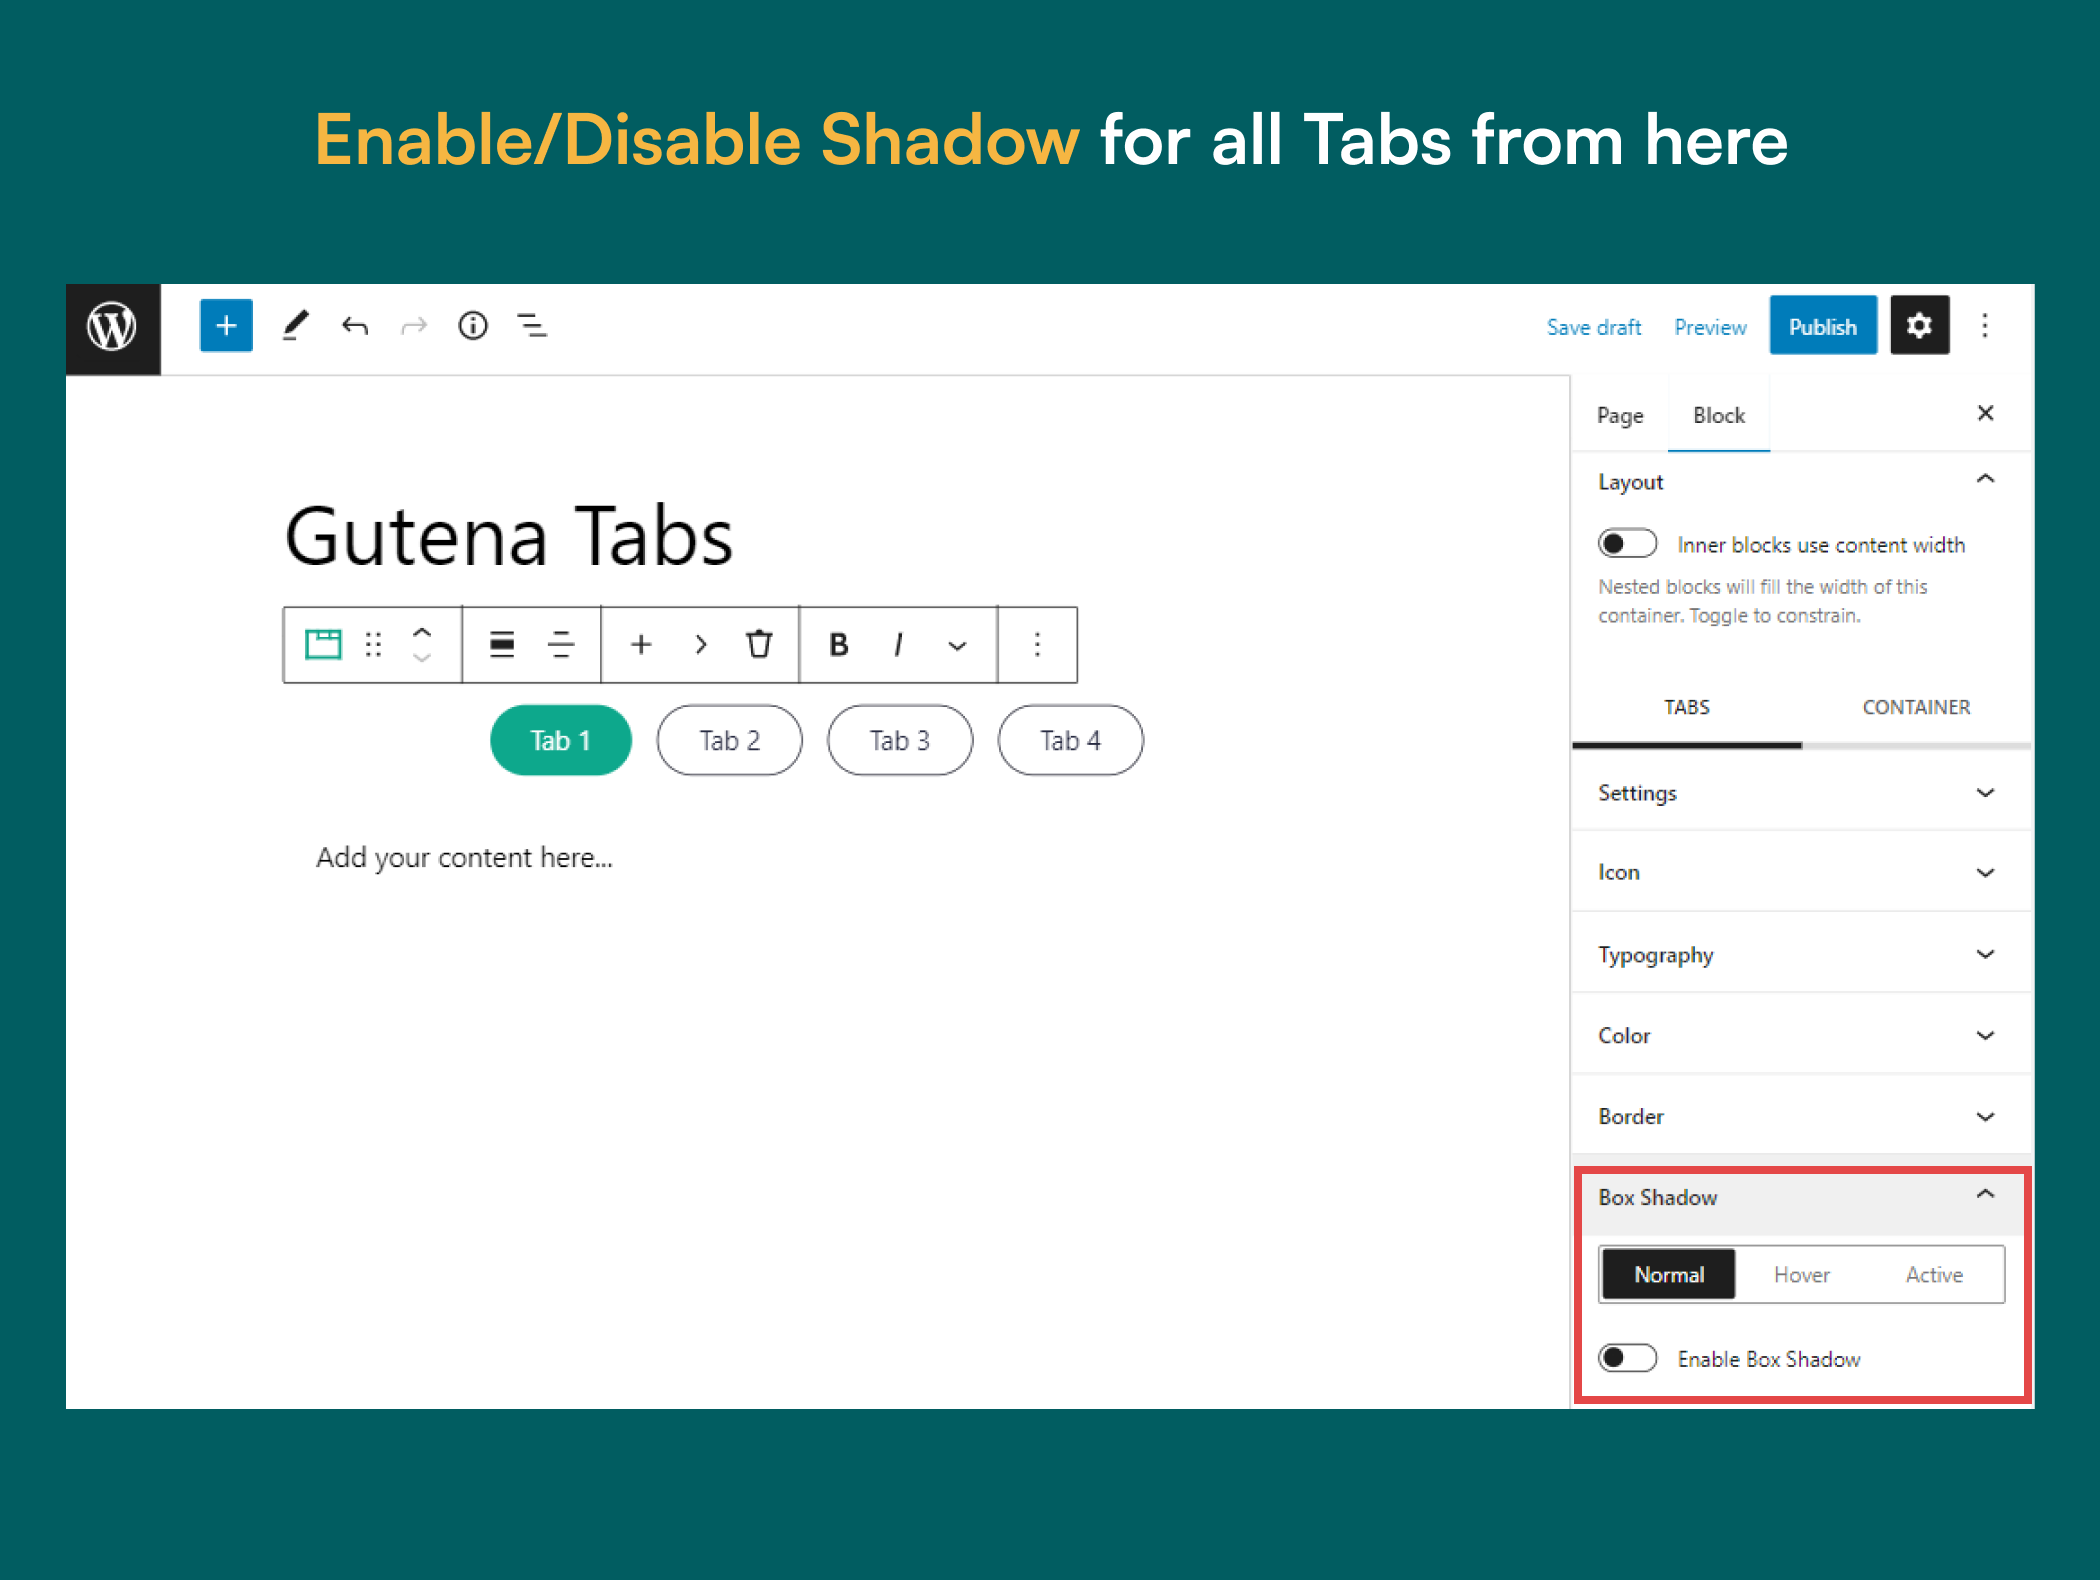 Enable/Disable Shadow for all Tabs from here
Save draft Preview Publish
Page Block
Layout
Inner blocks use content width
Nested blocks will fill the width of this
container. Toggle to constrain.
Gutena Tabs
B I
Tab 1 Tab 2 Tab 3 Tab 4
Add your content here...
TABS CONTAINER
Settings
Icon
Typography
Color
Border
Box Shadow
Normal Hover Active
Enable Box Shadow